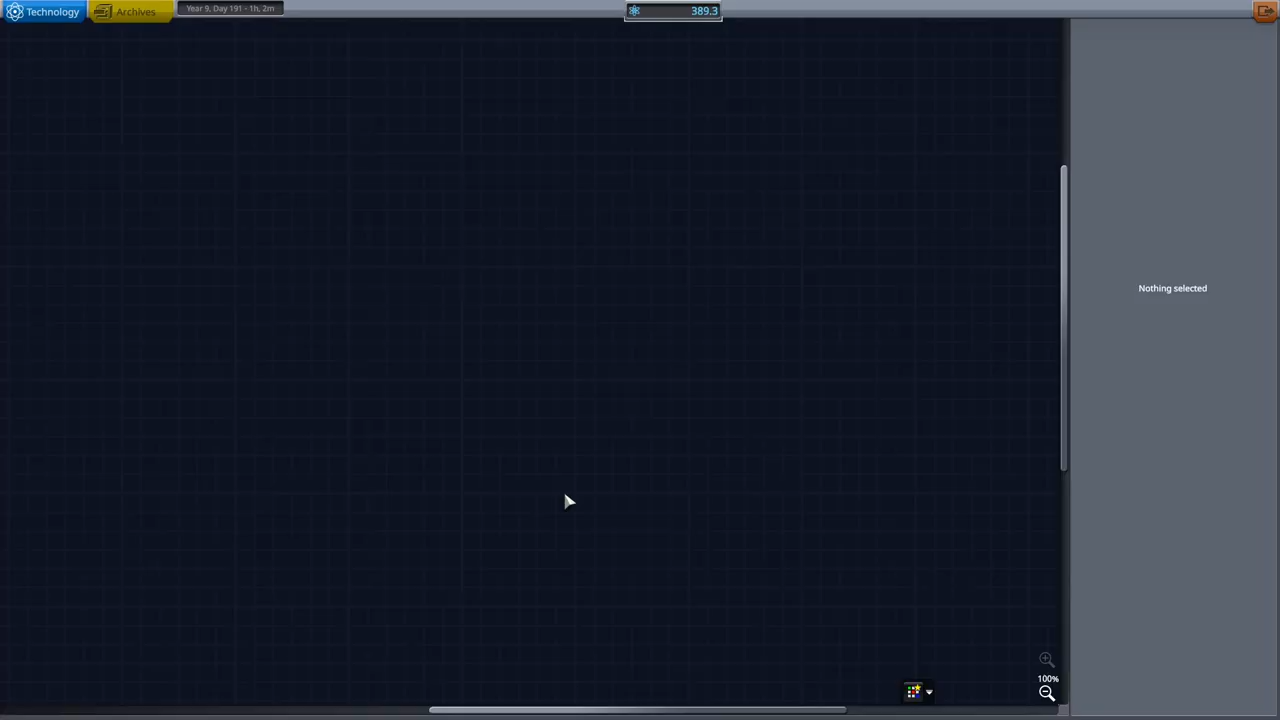 Technology
Archives
Year 9, Day 191 - 1h, 2m
389.3
Nothing selected
100%